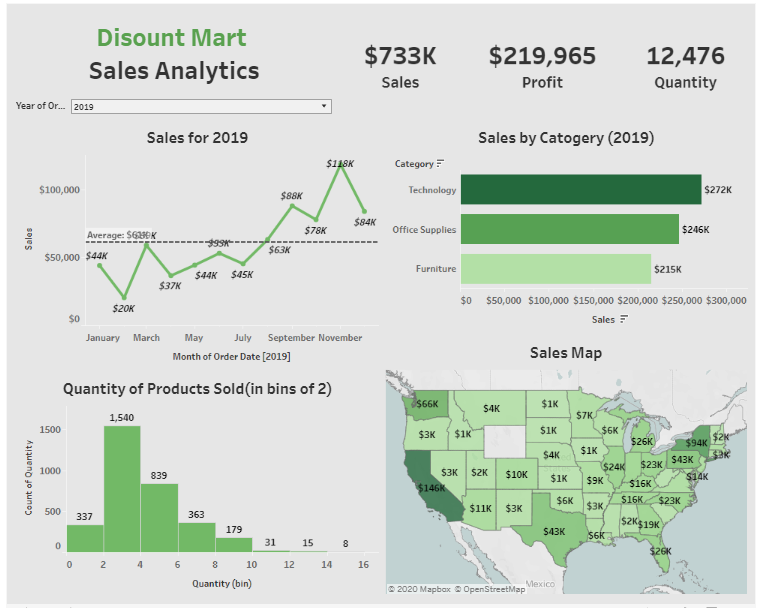 Disount Mart
Sales Analytics
$733K
Sales
$219,965
Profit
12,476
Quantity
Year of Or... 2019
Sales for 2019
Sales
$100,000
$50,000
$0
Average:
$44K
$20K
$37K
$44K
$53K
$45K
$63K
$88K
$78K
$118K
$84K
January March May July September November
Month of Order Date [2019]
Sales by Catogery (2019)
Category
Technology $272K
Office Supplies $246K
Furniture $215K
$0 $50,000 $100,000 $150,000 $200,000 $250,000 $300,000
Sales
Quantity of Products Sold(in bins of 2)
Count of Quantity
1500
1000
500
0
337
1,540
839
363
179
31
15
8
0 2 4 6 8 10 12 14 16
Quantity (bin)
Sales Map
$66K
$4K
$1K
$7K
$3K
$1K
$1K
$6K
$26K
$94K
$2K
$3K
$146K
$3K
$2K
$10K
$4K
$1K
$1K
$9K
$24K
$23K
$43K
$14K
$16K
$11K
$3K
$6K
$3K
$16K
$23K
$43K
$6K
$2K
$19K
$26K
Mexico
© 2020 Mapbox © OpenStreetMap